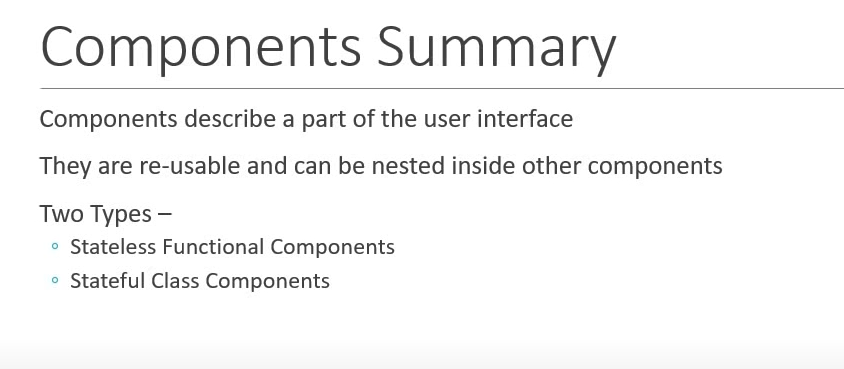 Components Summary
Components describe a part of the user interface
They are re-usable and can be nested inside other components
Two Types –
Stateless Functional Components
Stateful Class Components